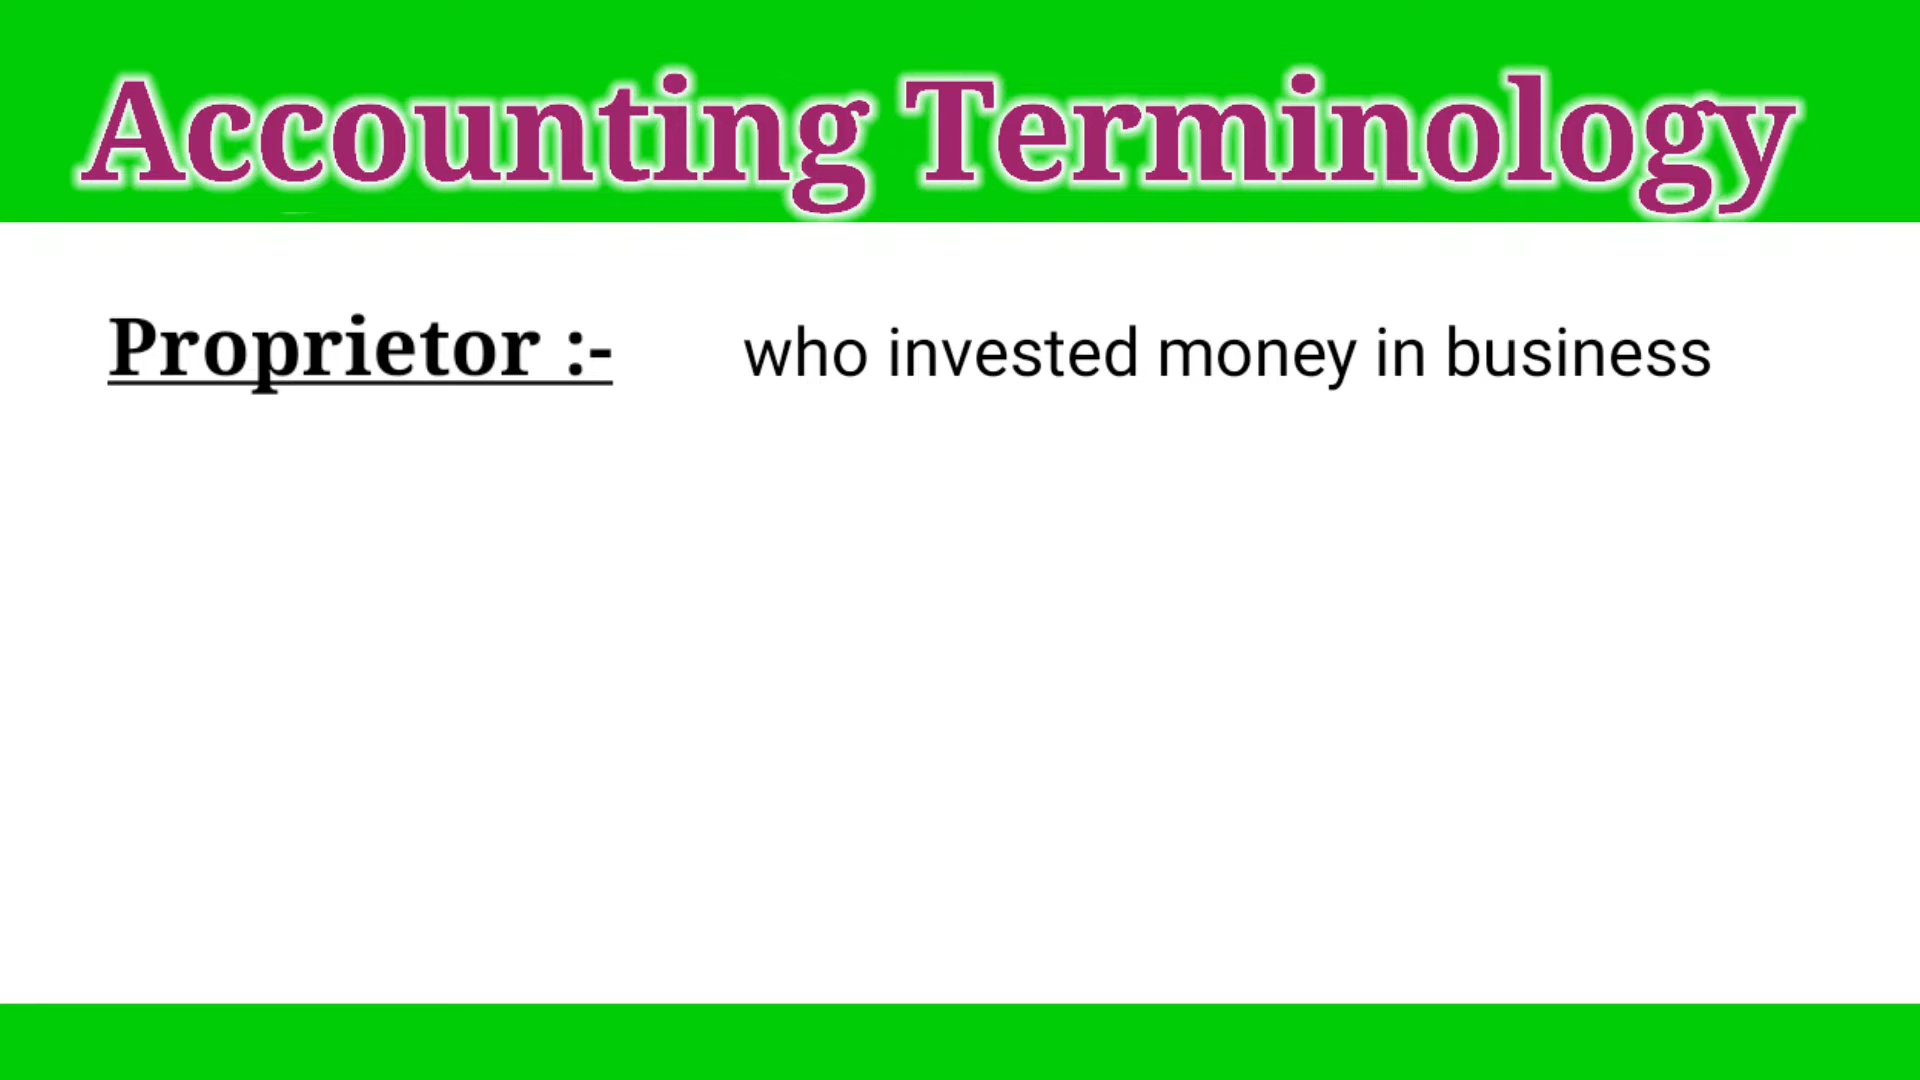 Accounting Terminology
Proprietor :- who invested money in business